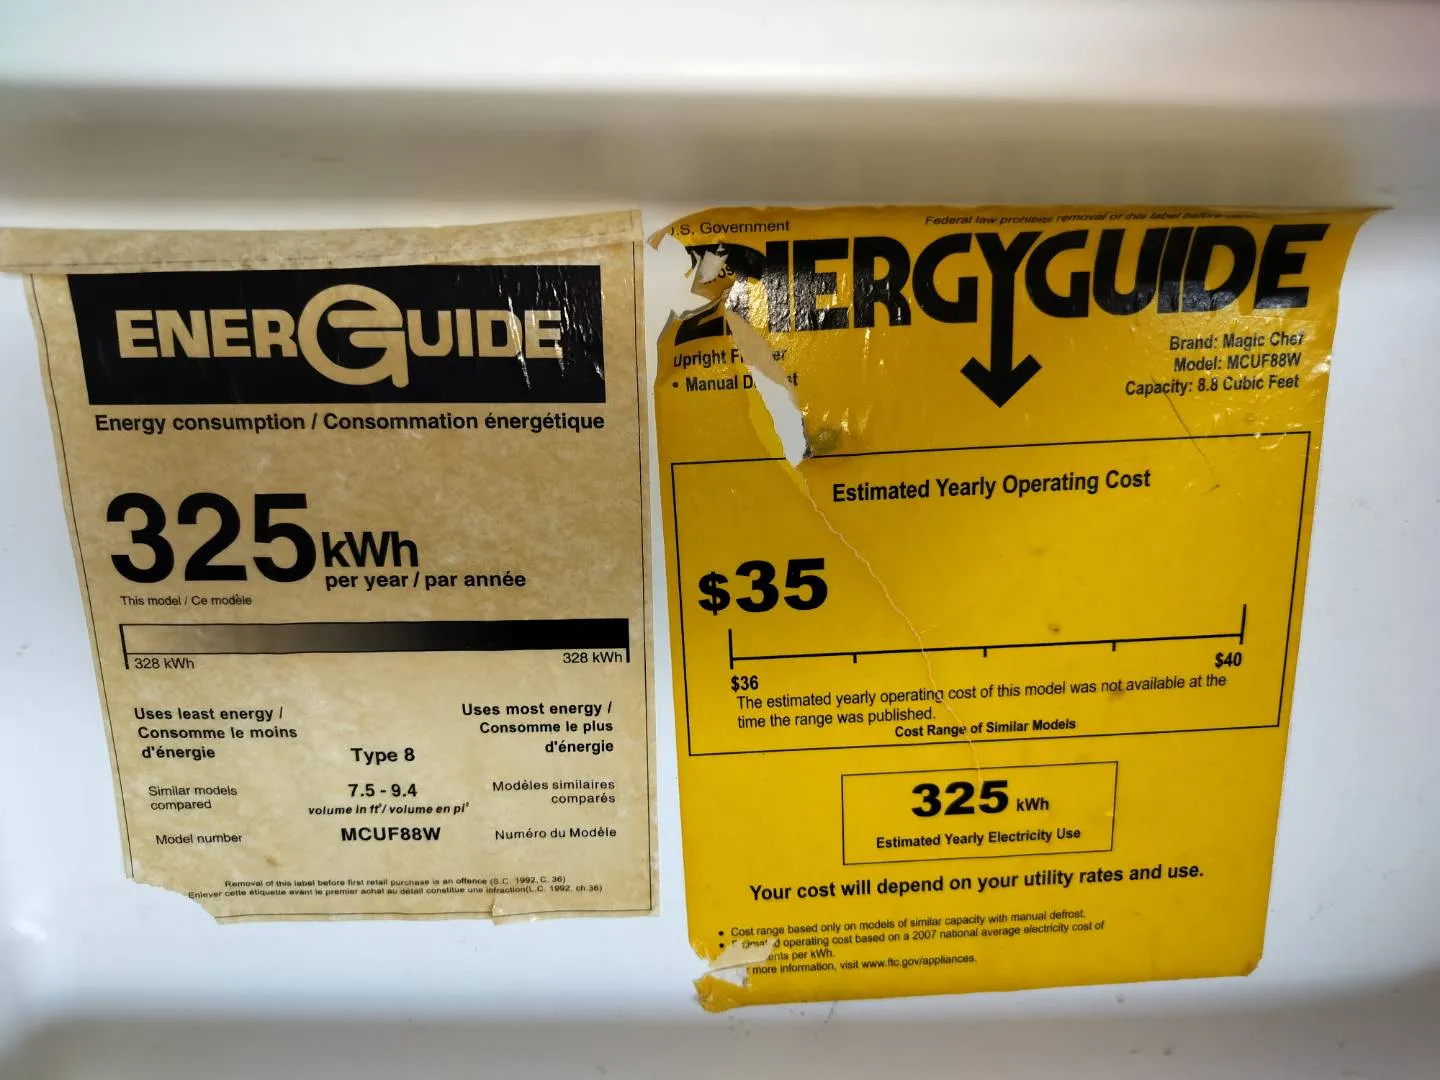 ENERGUIDE
Energy consumption / Consommation énergétique
325 kWh
per year / par année
This model / Ce modèle
328 kWh
328 kWh
Uses least energy /
Consomme le moins
d'énergie
Uses most energy /
Consomme le plus
d'énergie
Type 8
Similar models
compared
7.5 - 9.4
volume in ft³/ volume en pi³
Modèles similaires
comparés
Model number
MCUF88W
Numéro du Modèle
Removal of this label before first retail purchase is an offence (S.C. 1992, C. 36)
Enlever cette étiquette avant le premier achat au détail constitue une infraction(L.C. 1992, ch.36)
U.S. Government
Federal law prohibits removal of this label before
ENERGYGUIDE
Upright
• Manual
Brand: Magic Chef
Model: MCUF88W
Capacity: 8.8 Cubic Feet
Estimated Yearly Operating Cost
$35
$36
$40
The estimated yearly operating cost of this model was not available at the
time the range was published.
Cost Range of Similar Models
325 kWh
Estimated Yearly Electricity Use
Your cost will depend on your utility rates and use.
• Cost range based only on models of similar capacity with manual defrost.
• Estimated operating cost based on a 2007 national average electricity cost of
ents per kWh.
more information, visit www.ftc.gov/appliances.